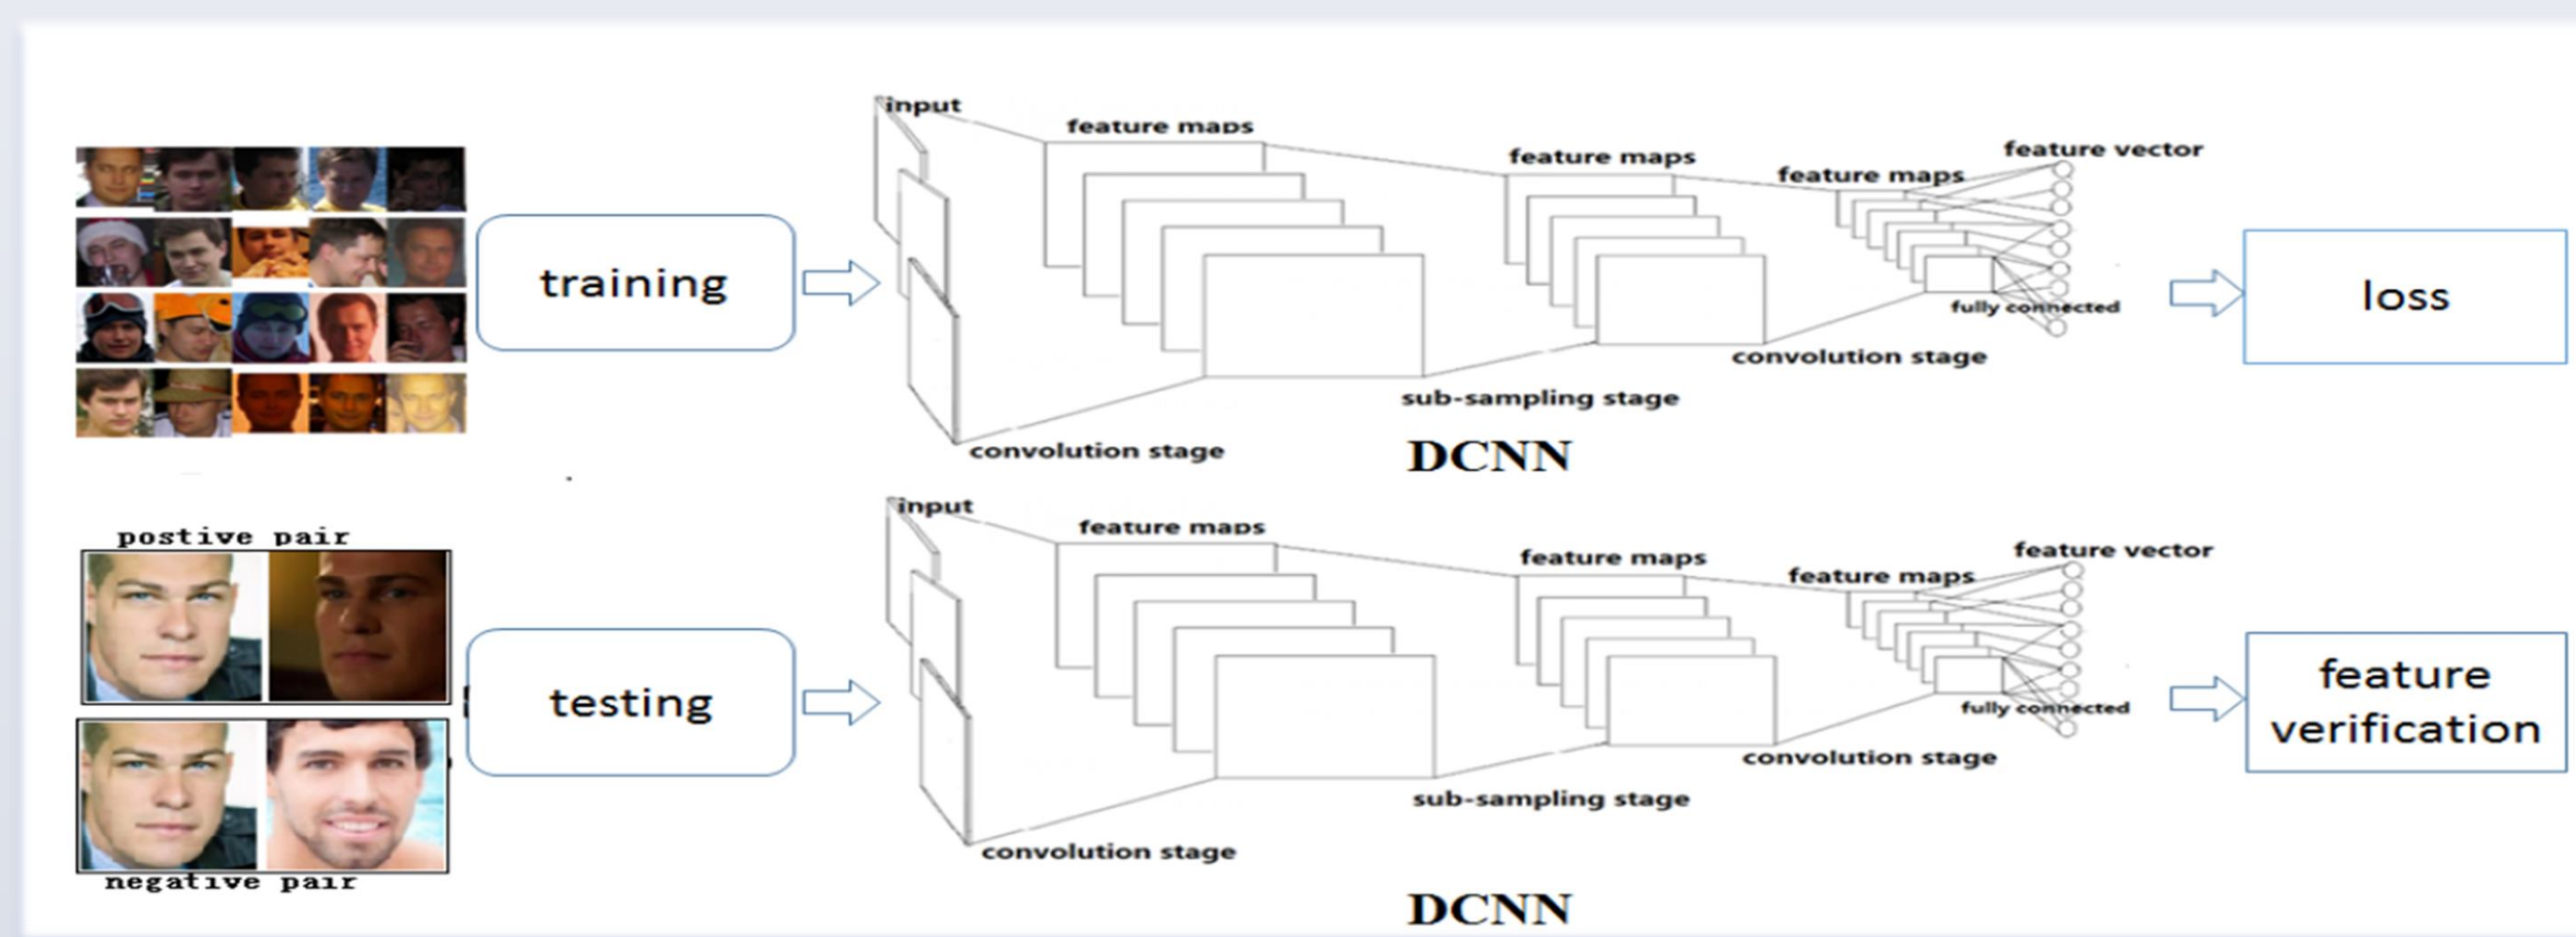 input
feature maps
feature maps
feature maps
feature vector
training
fully connected
loss
convolution stage
sub-sampling stage
convolution stage
DCNN
postive pair
input
feature maps
feature maps
feature maps
feature vector
testing
fully connected
feature
verification
convolution stage
sub-sampling stage
convolution stage
negative pair
DCNN